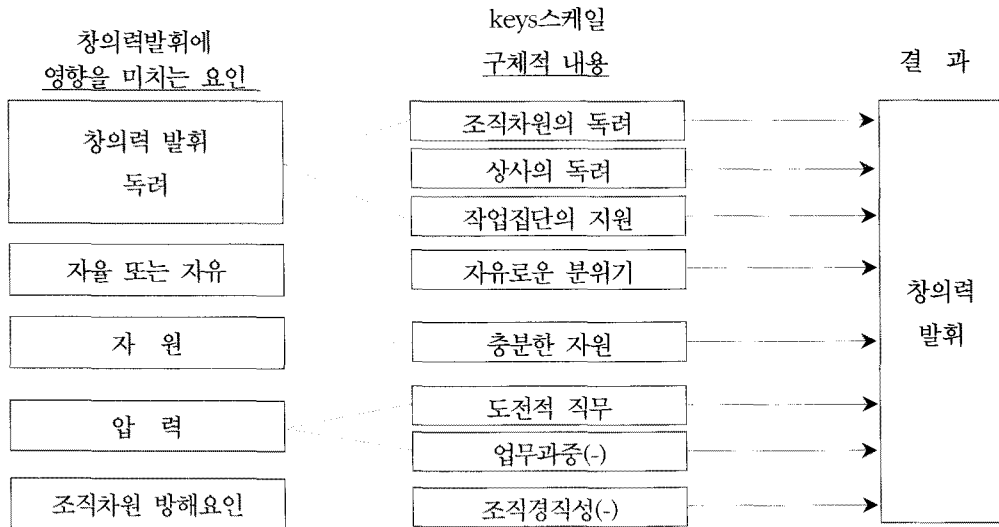 창의력발휘에
영향을 미치는 요인
keys스케일
구체적 내용
결 과
창의력 발휘
독려
조직차원의 독려
상사의 독려
작업집단의 지원
자율 또는 자유
자유로운 분위기
자 원
충분한 자원
압 력
도전적 직무
업무과중(-)
조직차원 방해요인
조직경직성(-)
창의력
발휘